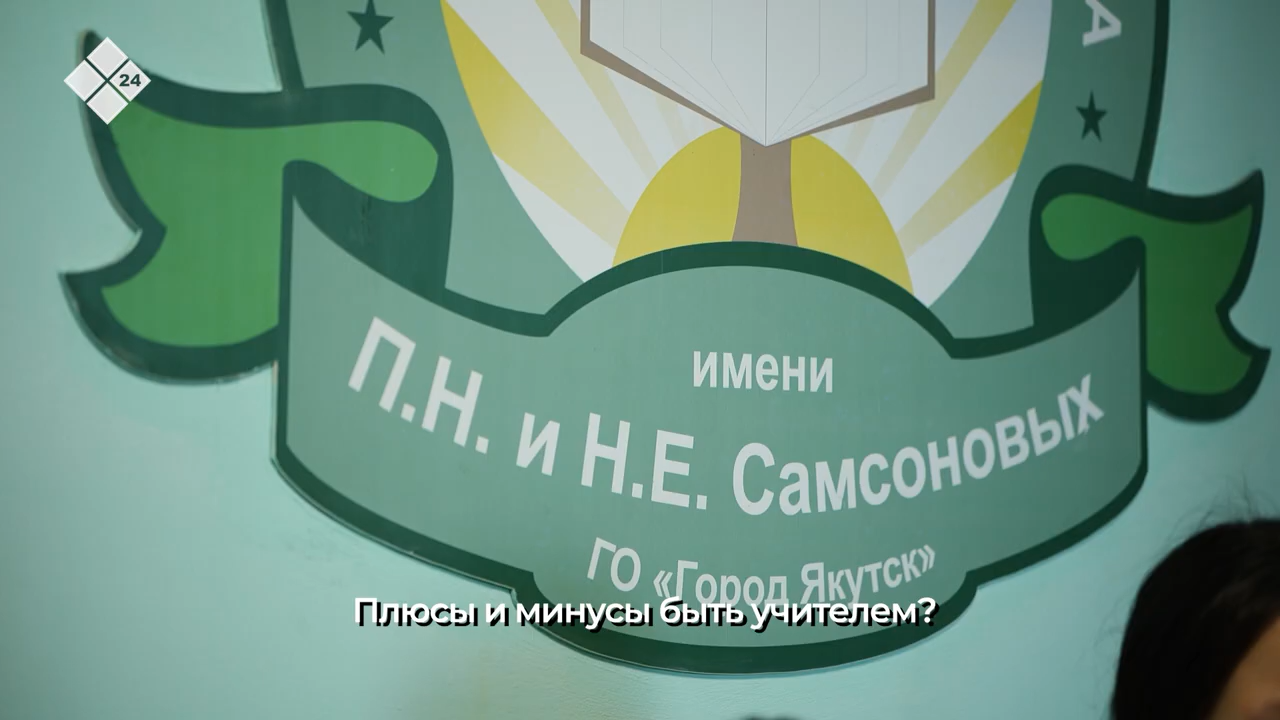 24
А
имени
П.Н. и Н.Е. Самсоновых
ГО «Город Якутск»
Плюсы и минусы быть учителем?